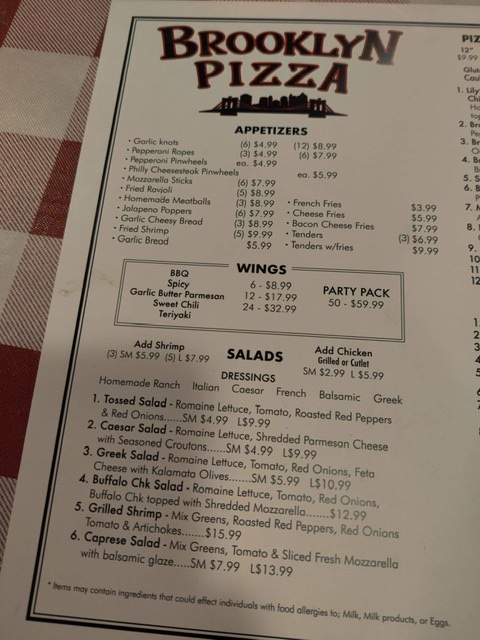 BROOKLYN
PIZZA
APPETIZERS
• Garlic knots (6) $4.99 (12) $8.99
• Pepperoni Ropes (3) $4.99 (6) $7.99
• Pepperoni Pinwheels ea. $4.99
• Philly Cheesesteak Pinwheels ea. $5.99
• Mozzarella Sticks (6) $7.99
• Fried Ravioli (5) $8.99
• Homemade Meatballs (3) $8.99
• Jalapeno Poppers (6) $7.99
• Garlic Cheesy Bread (3) $8.99
• Fried Shrimp (5) $9.99
• Garlic Bread $5.99
• French Fries $3.99
• Cheese Fries $5.99
• Bacon Cheese Fries $7.99
• Tenders (3) $6.99
• Tenders w/fries $9.99
WINGS
BBQ
Spicy
Garlic Butter Parmesan
Sweet Chili
Teriyaki
6 - $8.99
12 - $17.99
24 - $32.99
PARTY PACK
50 - $59.99
Add Shrimp
(3) SM $5.99 (5) L $7.99
SALADS
Add Chicken
Grilled or Cutlet
SM $2.99 L $5.99
DRESSINGS
Homemade Ranch Italian Caesar French Balsamic Greek
1. Tossed Salad - Romaine Lettuce, Tomato, Roasted Red Peppers
& Red Onions......SM $4.99 L$9.99
2. Caesar Salad - Romaine Lettuce, Shredded Parmesan Cheese
with Seasoned Croutons......SM $4.99 L$9.99
3. Greek Salad - Romaine Lettuce, Tomato, Red Onions, Feta
Cheese with Kalamata Olives.......SM $5.99 L$10.99
4. Buffalo Chk Salad - Romaine Lettuce, Tomato, Red Onions,
Buffalo Chk topped with Shredded Mozzarella.......$12.99
5. Grilled Shrimp - Mix Greens, Roasted Red Peppers, Red Onions
Tomato & Artichokes.......$15.99
6. Caprese Salad - Mix Greens, Tomato & Sliced Fresh Mozzarella
with balsamic glaze.....SM $7.99 L$13.99
* Items may contain ingredients that could effect individuals with food allergies to; Milk, Milk products, or Eggs.
12"
$9.99